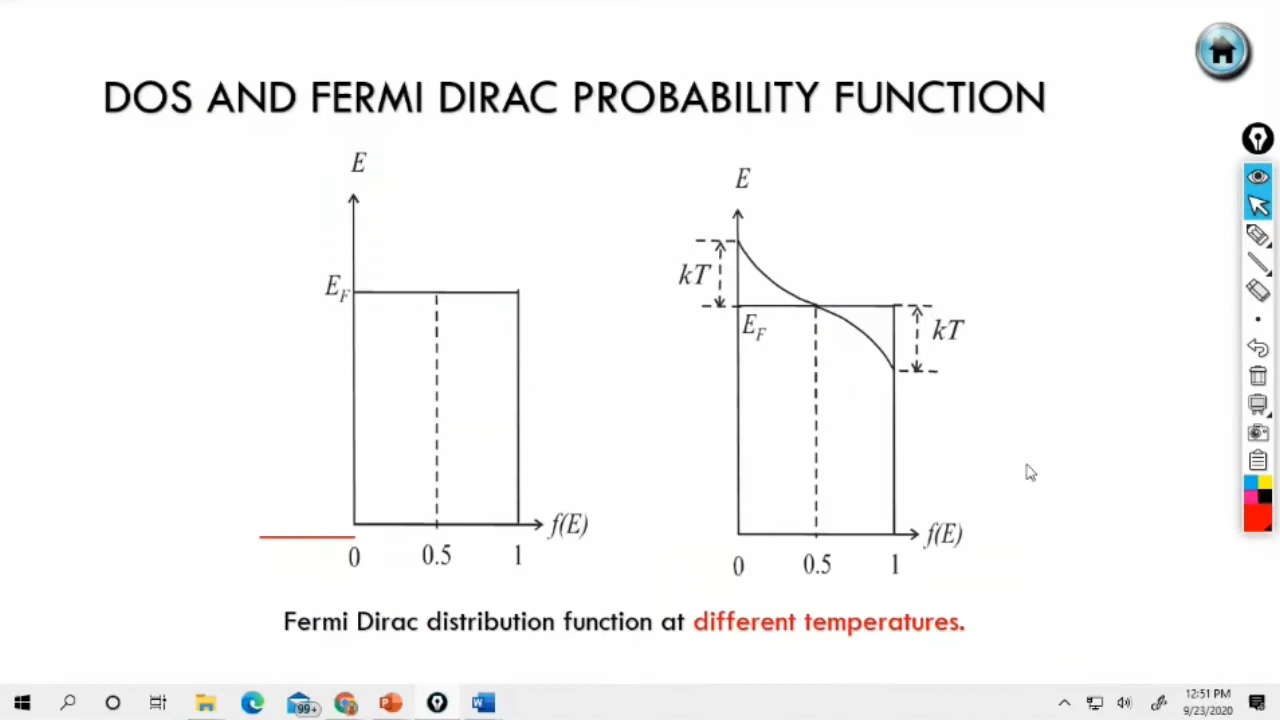 DOS AND FERMI DIRAC PROBABILITY FUNCTION
E
E_F
0
0.5
1
f(E)
E
kT
E_F
kT
0
0.5
1
f(E)
Fermi Dirac distribution function at different temperatures.
99+
12:51 PM
9/23/2020